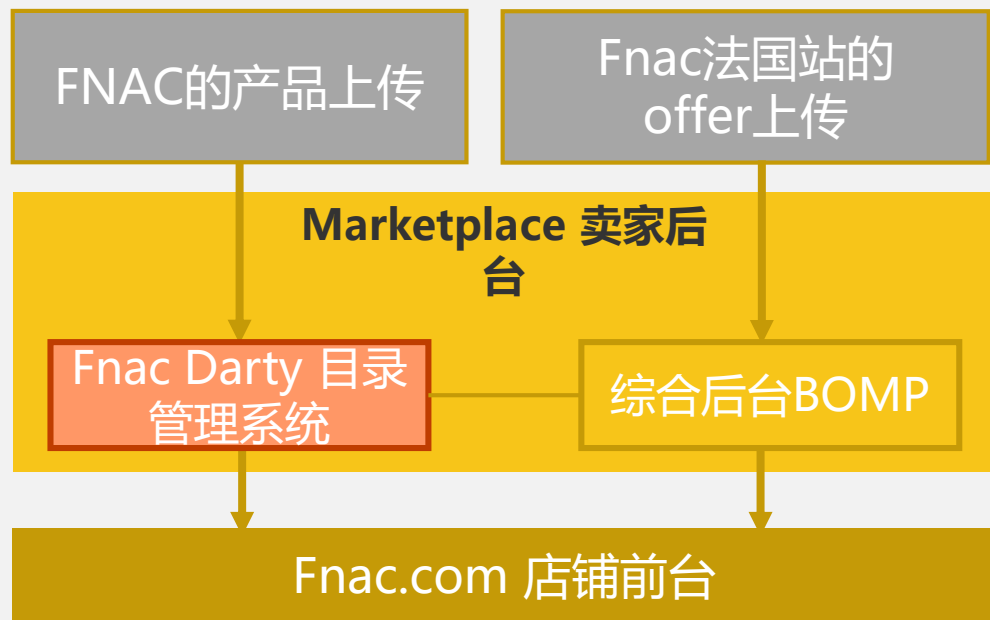 FNAC的产品上传
Fnac法国站的
offer上传
Marketplace 卖家后
台
Fnac Darty 目录
管理系统
综合后台BOMP
Fnac.com 店铺前台